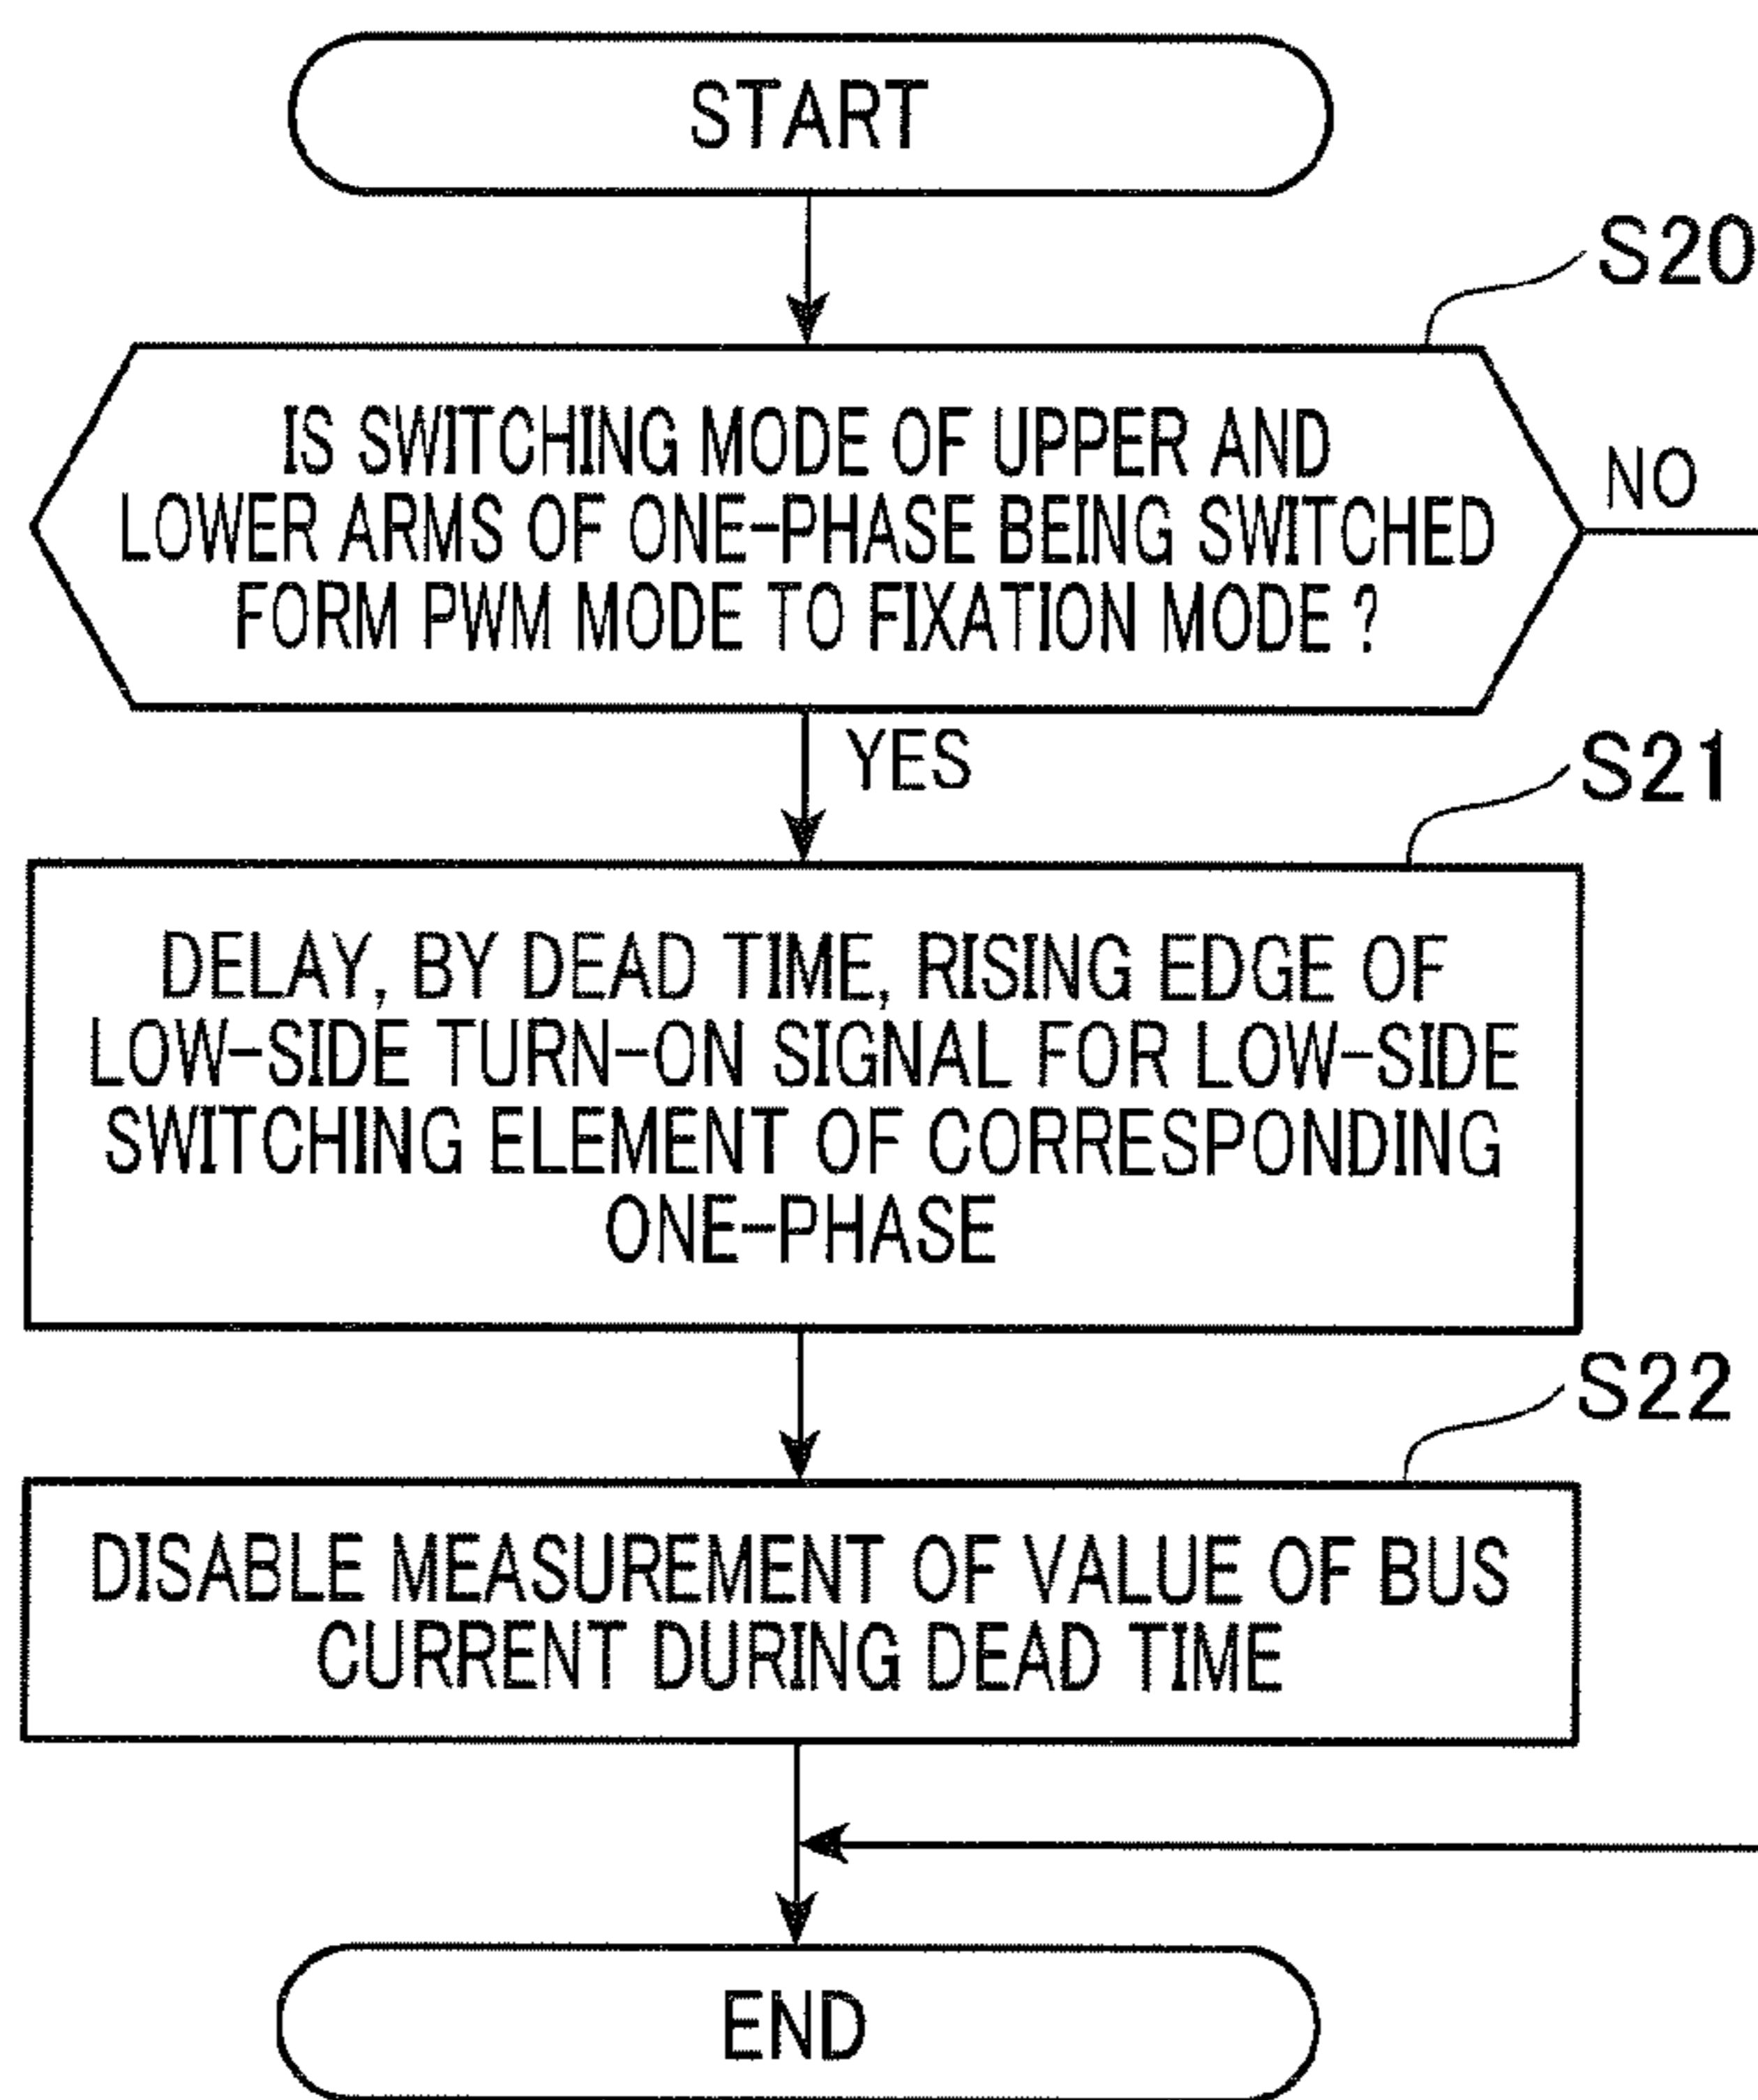 START
S20
IS SWITCHING MODE OF UPPER AND
LOWER ARMS OF ONE-PHASE BEING SWITCHED
FORM PWM MODE TO FIXATION MODE ?
NO
YES
S21
DELAY, BY DEAD TIME, RISING EDGE OF
LOW-SIDE TURN-ON SIGNAL FOR LOW-SIDE
SWITCHING ELEMENT OF CORRESPONDING
ONE-PHASE
S22
DISABLE MEASUREMENT OF VALUE OF BUS
CURRENT DURING DEAD TIME
END